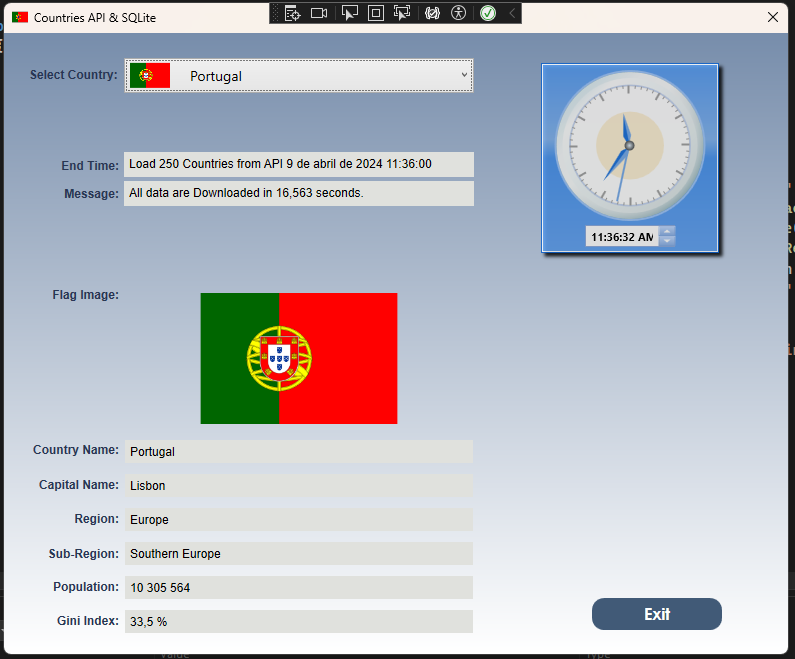 Countries API & SQLite
Select Country: Portugal
End Time: Load 250 Countries from API 9 de abril de 2024 11:36:00
Message: All data are Downloaded in 16,563 seconds.
11:36:32 AM
Flag Image:
Country Name: Portugal
Capital Name: Lisbon
Region: Europe
Sub-Region: Southern Europe
Population: 10 305 564
Gini Index: 33,5 %
Exit